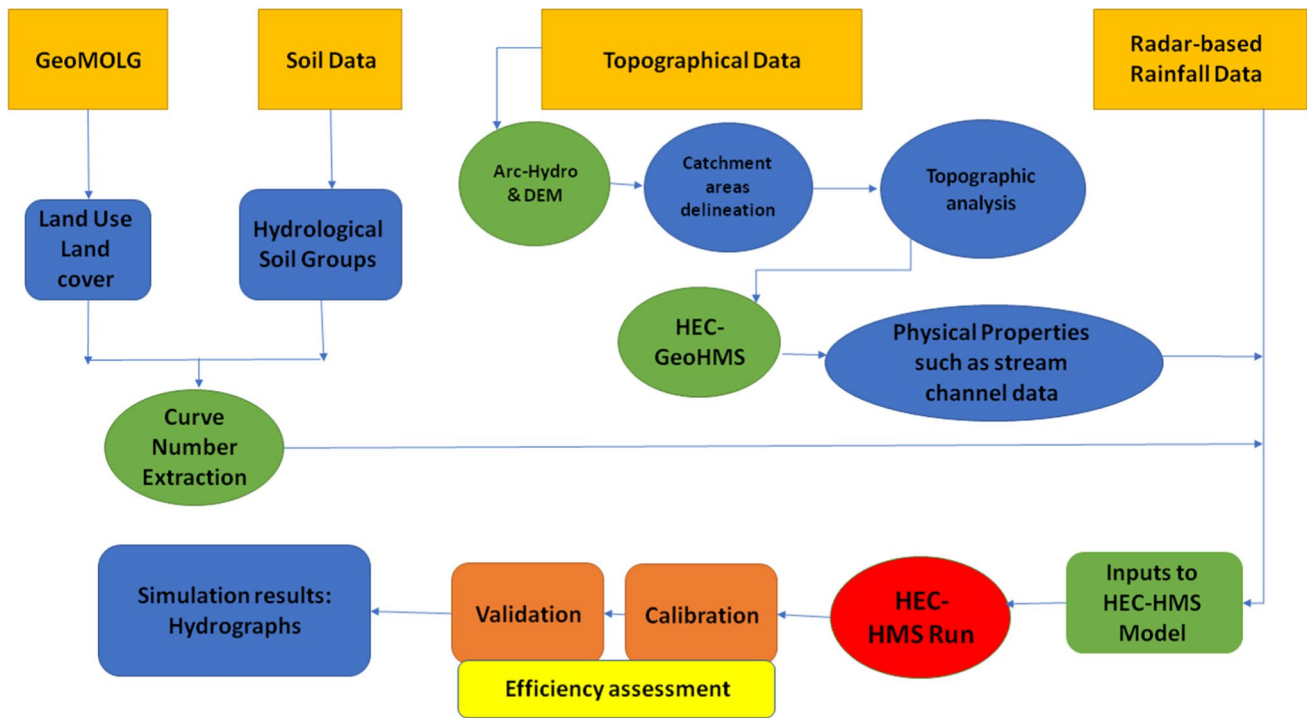 GeoMOLG
Soil Data
Topographical Data
Radar-based
Rainfall Data
Arc-Hydro
& DEM
Catchment
areas
delineation
Topographic
analysis
Land Use
Land
cover
Hydrological
Soil Groups
HEC-
GeoHMS
Physical Properties
such as stream
channel data
Curve
Number
Extraction
Simulation results:
Hydrographs
Validation
Calibration
HEC-
HMS Run
Inputs to
HEC-HMS
Model
Efficiency assessment